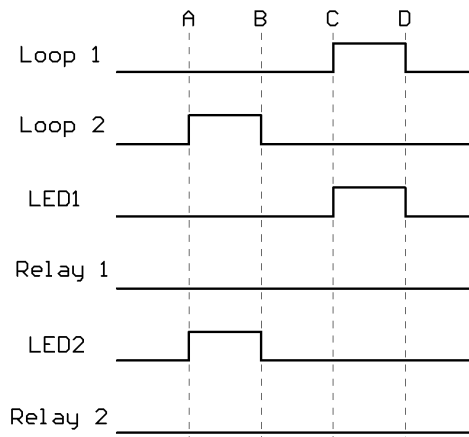 A B C D
Loop 1
Loop 2
LED1
Relay 1
LED2
Relay 2